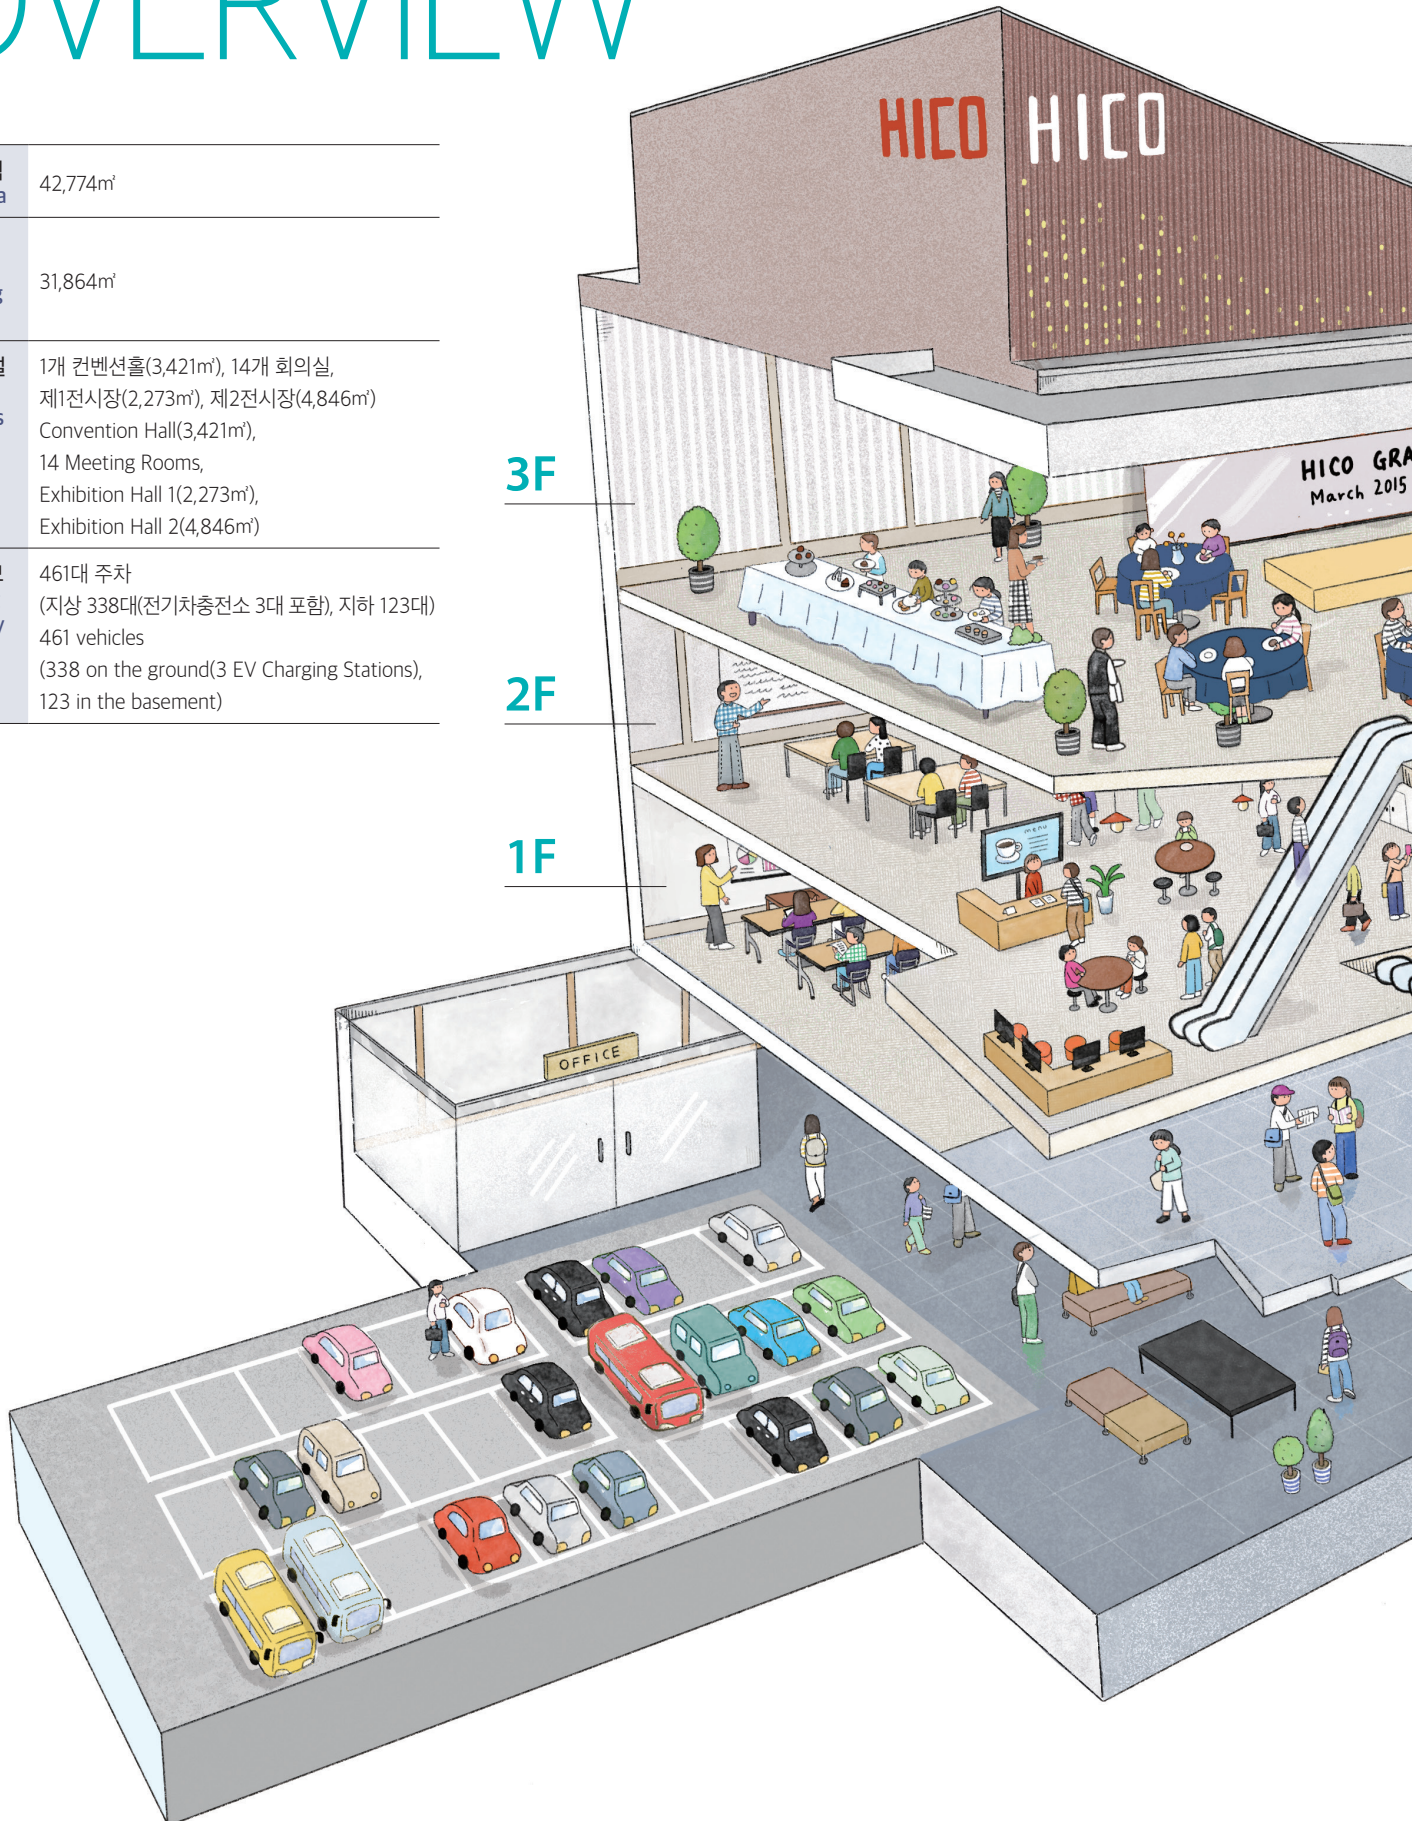 OVERVIEW
42,774㎡
31,864㎡
1개 컨벤션홀(3,421㎡), 14개 회의실,
제1전시장(2,273㎡), 제2전시장(4,846㎡)
Convention Hall(3,421㎡),
14 Meeting Rooms,
Exhibition Hall 1(2,273㎡),
Exhibition Hall 2(4,846㎡)
461대 주차
(지상 338대(전기차충전소 3대 포함), 지하 123대)
461 vehicles
(338 on the ground(3 EV Charging Stations),
123 in the basement)
HICO HICO
3F
HICO GRA
March 2015
2F
1F
MENU
OFFICE